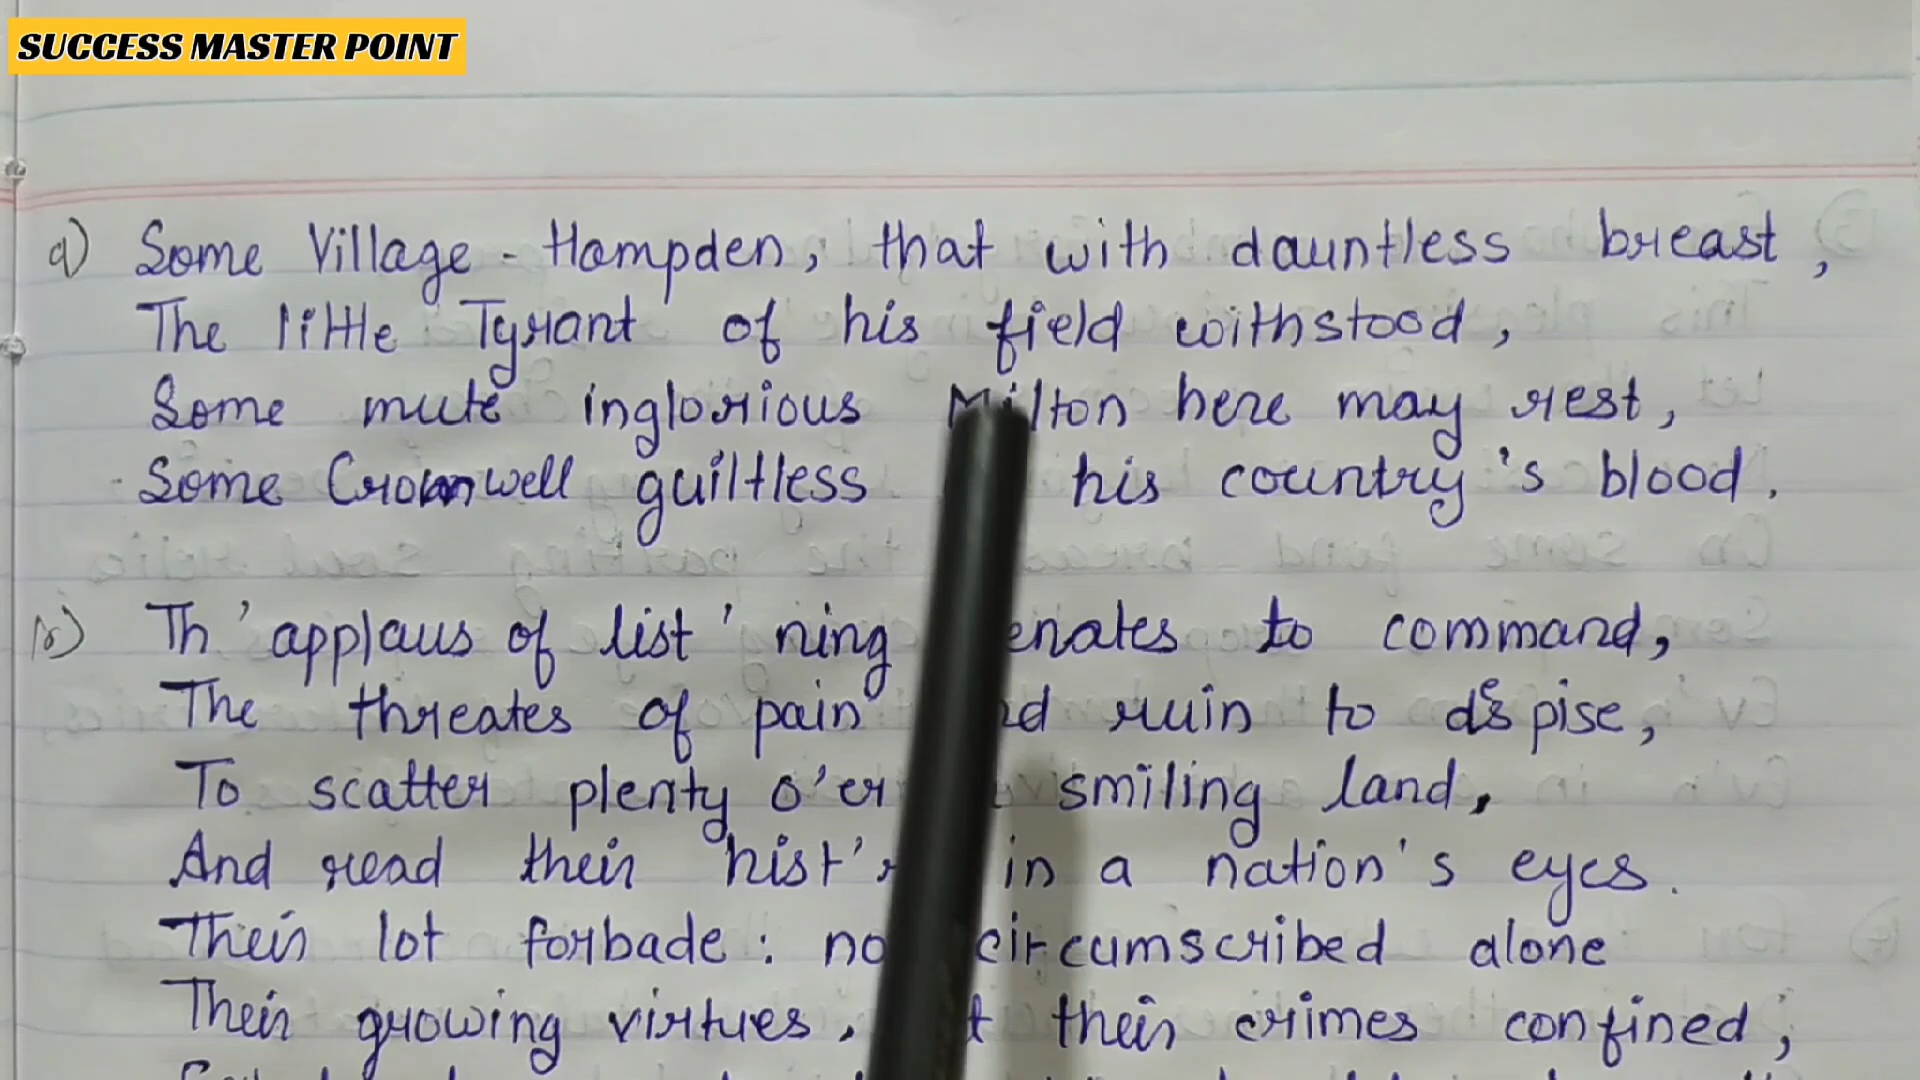 SUCCESS MASTER POINT
a) Some Village - Hampden, that with dauntless breast,
The little Tyrant of his field withstood,
Some mute inglorious Milton here may rest,
Some Cromwell guiltless his country's blood.
Th' applaus of list' ning enates to command,
The threates of pain ruin to despise,
To scatter plenty o'er smiling land,
And read their hist'r in a nation's eyes.
Their lot forbade: no circumscribed alone
Their growing virtues, their crimes confined;